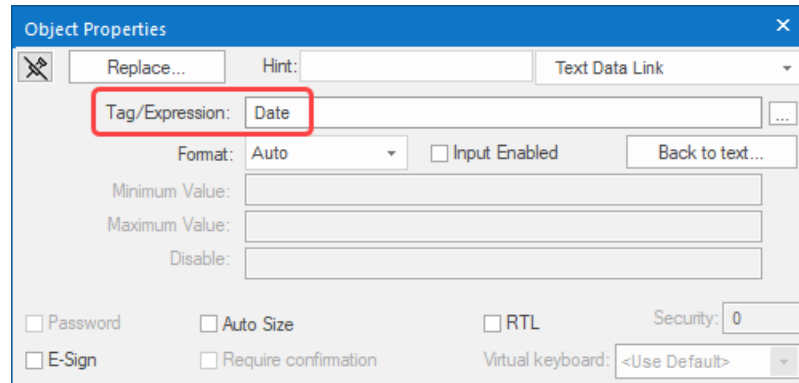 Object Properties
Replace... Hint: Text Data Link
Tag/Expression: Date ...
Format: Auto Input Enabled Back to text...
Minimum Value:
Maximum Value:
Disable:
Password Auto Size RTL Security: 0
E-Sign Require confirmation Virtual keyboard: <Use Default>